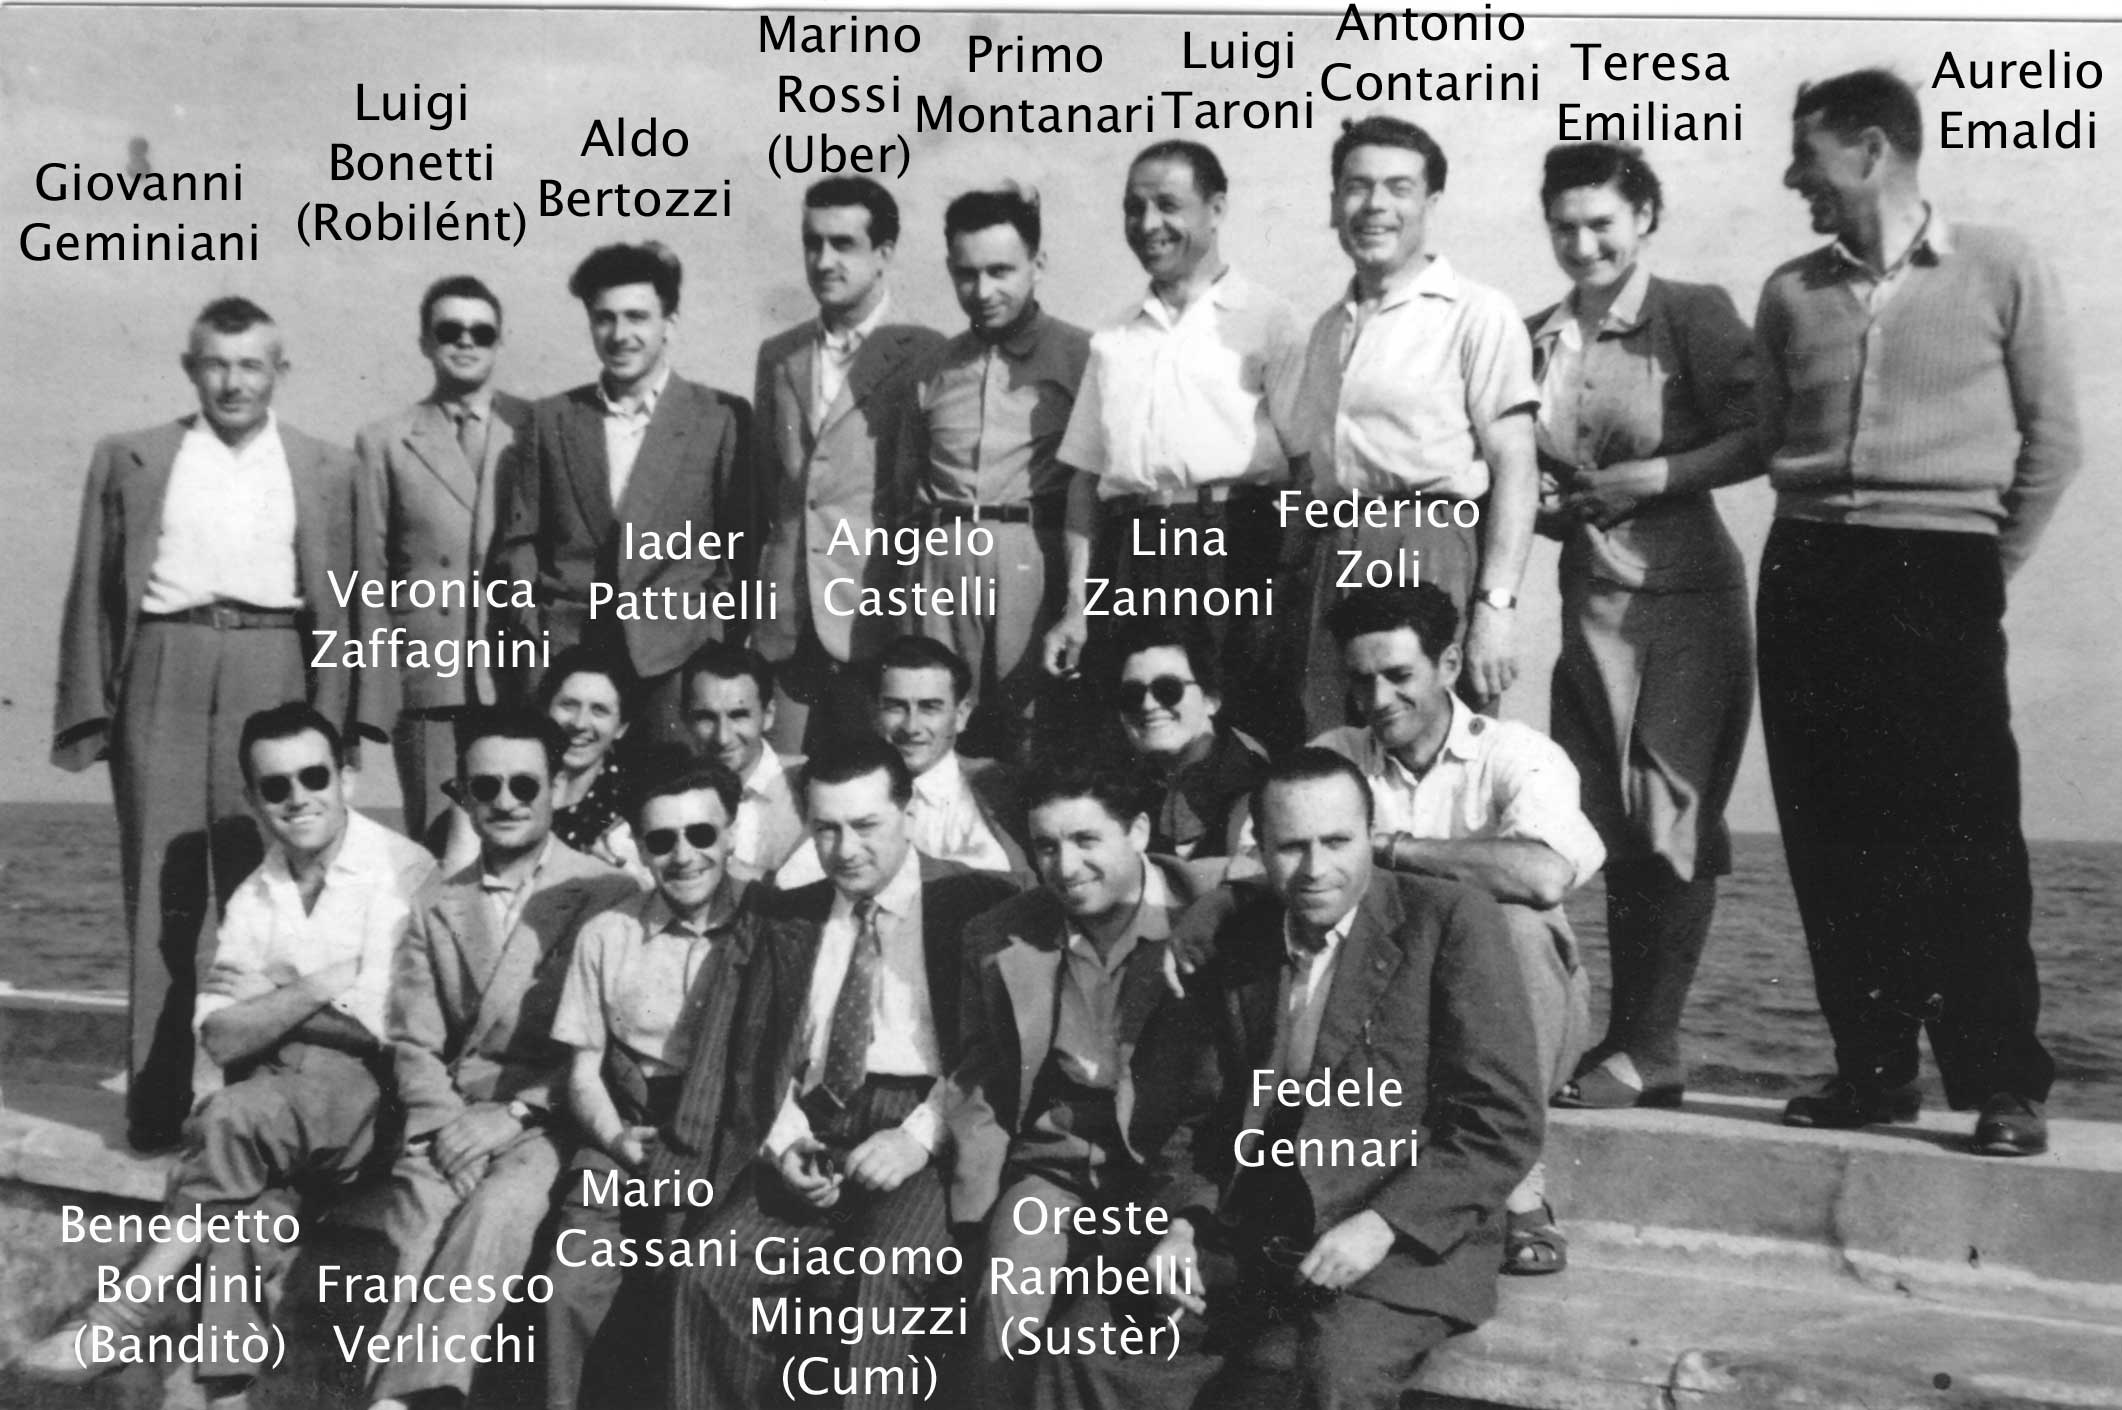 Giovanni
Geminiani
Luigi
Bonetti
(Robilént)
Aldo
Bertozzi
Marino
Rossi
(Uber)
Primo
Montanari
Luigi
Taroni
Antonio
Contarini
Teresa
Emiliani
Aurelio
Emaldi
Veronica
Zaffagnini
Iader
Pattuelli
Angelo
Castelli
Lina
Zannoni
Federico
Zoli
Benedetto
Bordini
(Banditò)
Francesco
Verlicchi
Mario
Cassani
Giacomo
Minguzzi
(Cumì)
Oreste
Rambelli
(Sustèr)
Fedele
Gennari